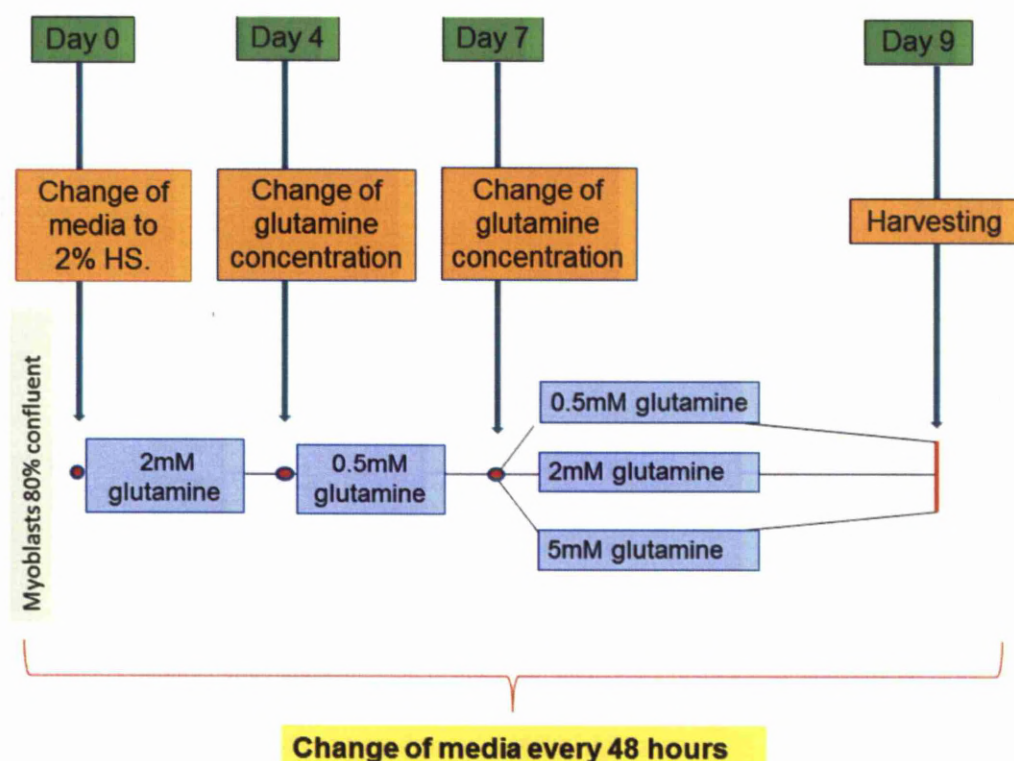 Day 0
Day 4
Day 7
Day 9
Change of
media to
2% HS.
Change of
glutamine
concentration
Change of
glutamine
concentration
Harvesting
Myoblasts 80% confluent
2mM
glutamine
0.5mM
glutamine
0.5mM glutamine
2mM glutamine
5mM glutamine
Change of media every 48 hours